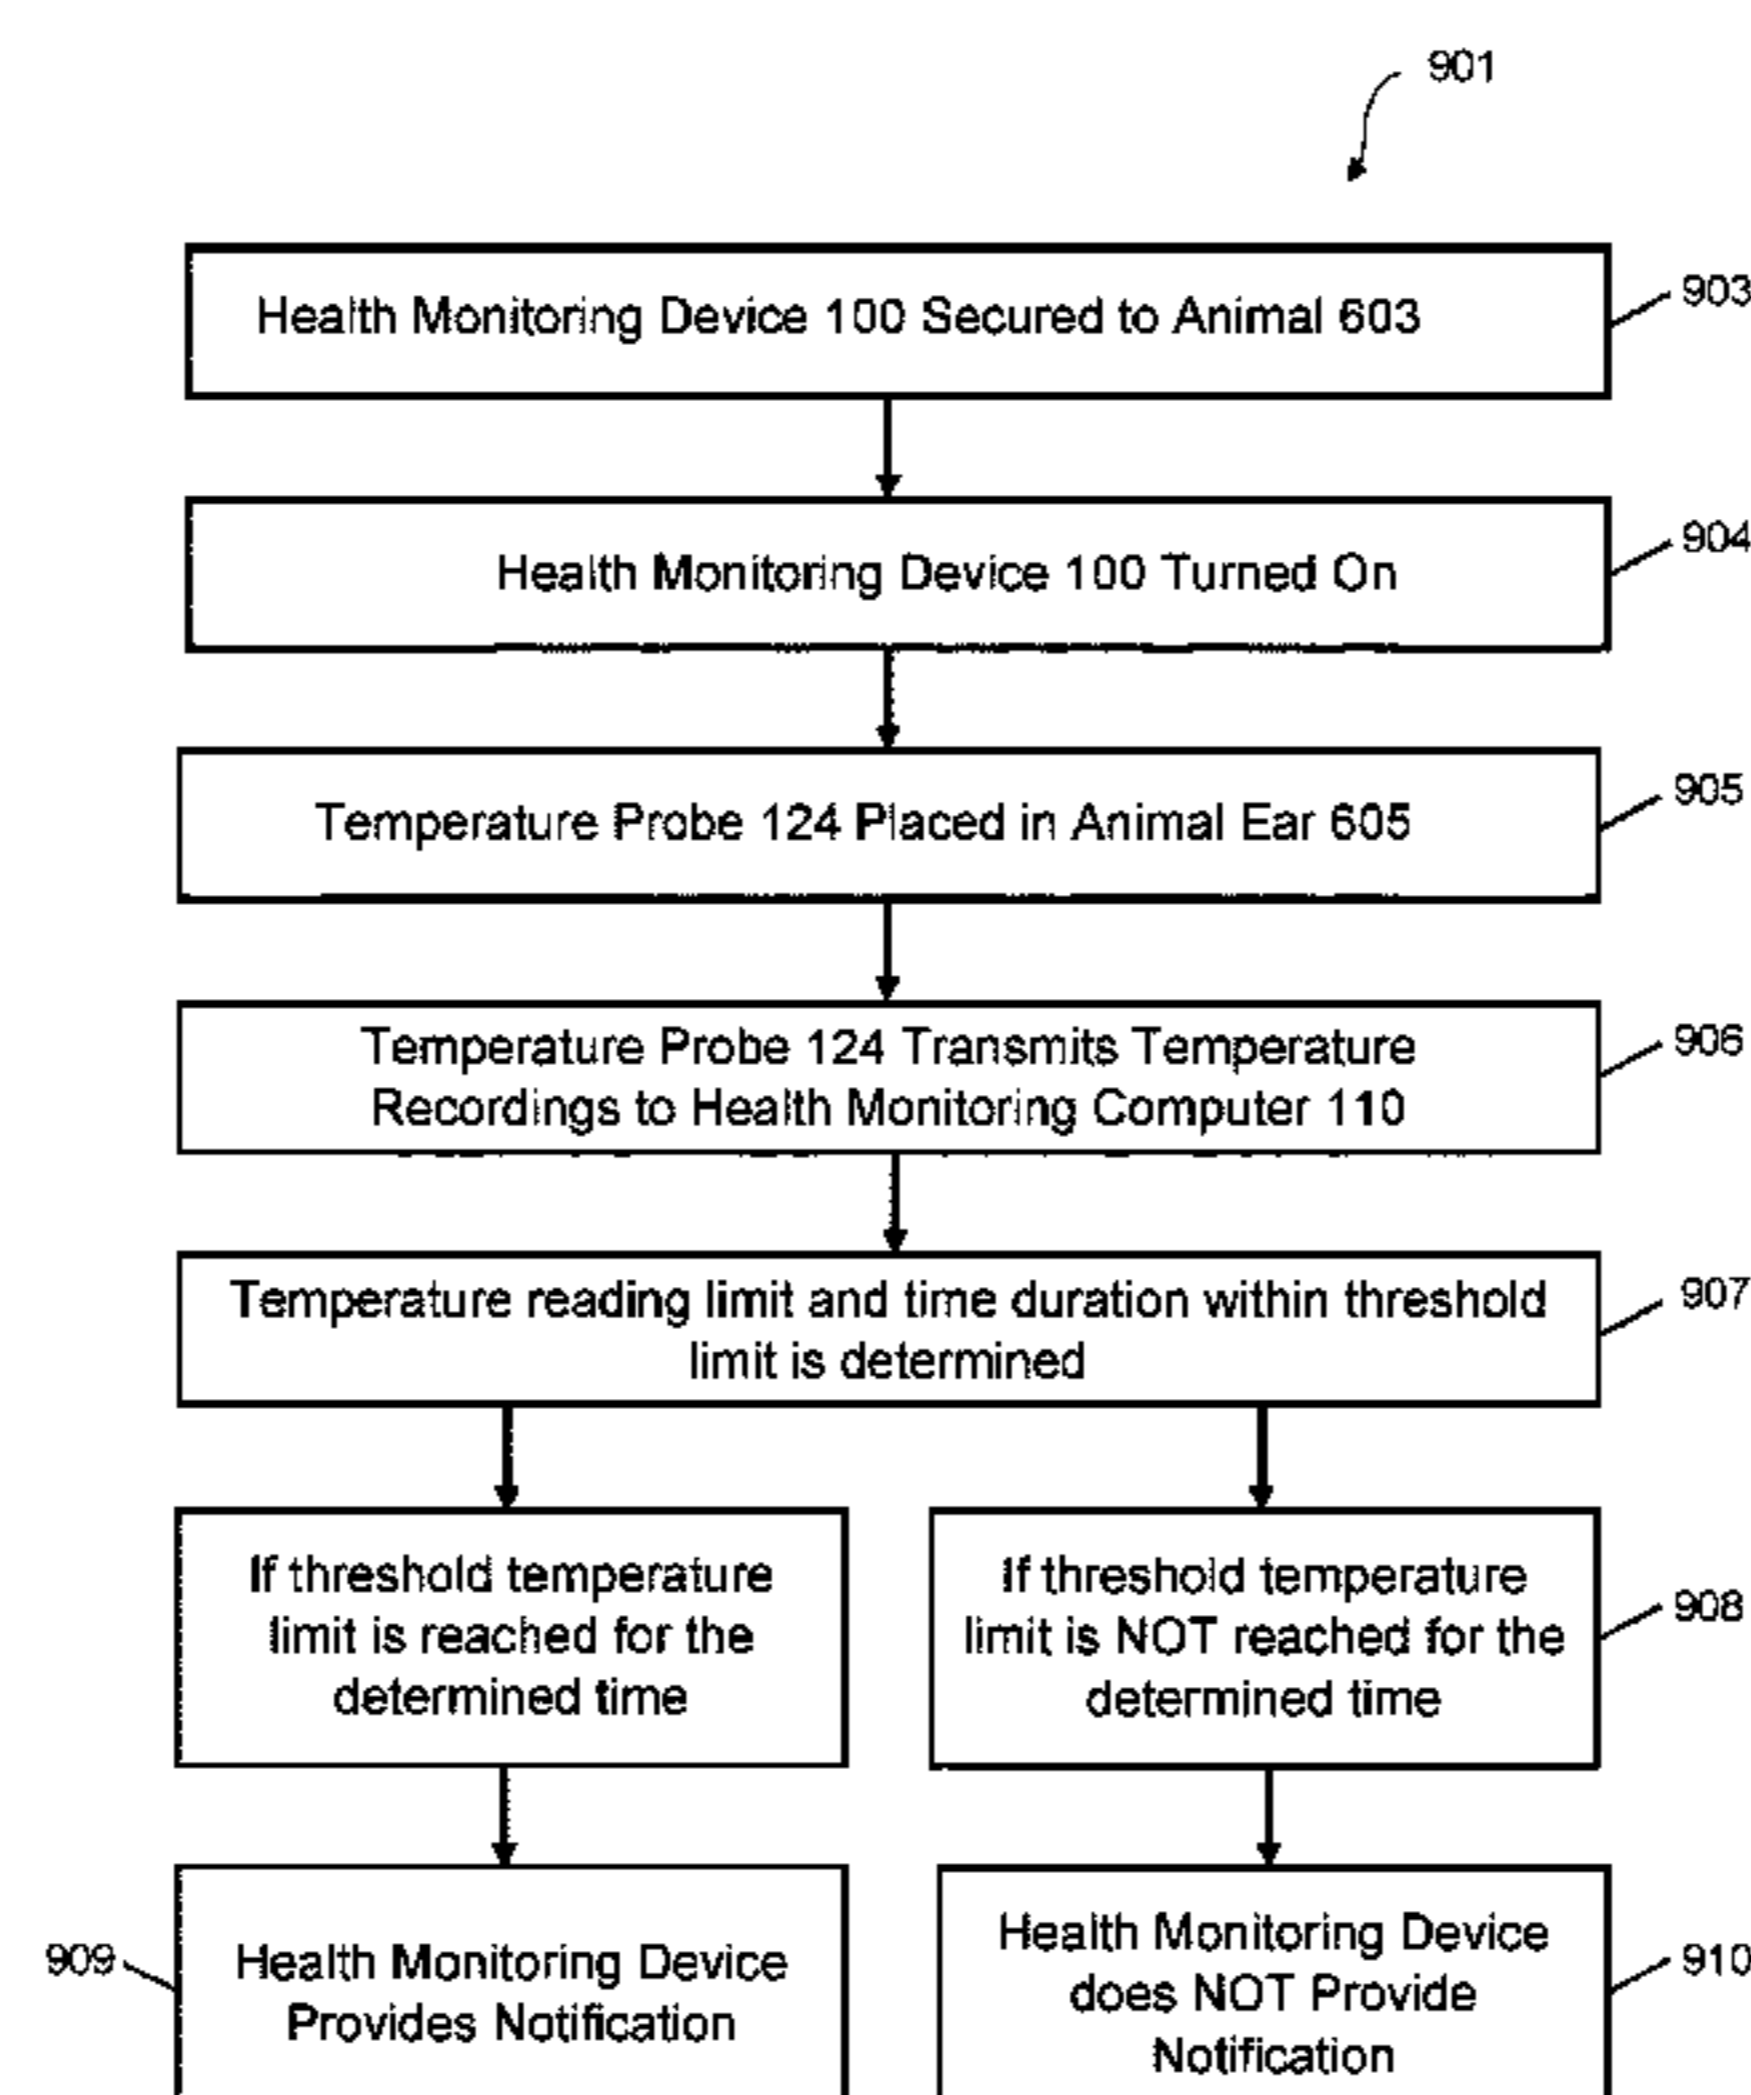 901
Health Monitoring Device 100 Secured to Animal 603
903
Health Monitoring Device 100 Turned On
904
Temperature Probe 124 Placed in Animal Ear 605
905
Temperature Probe 124 Transmits Temperature
Recordings to Health Monitoring Computer 110
906
Temperature reading limit and time duration within threshold
limit is determined
907
If threshold temperature
limit is reached for the
determined time
If threshold temperature
limit is NOT reached for the
determined time
908
909
Health Monitoring Device
Provides Notification
Health Monitoring Device
does NOT Provide
Notification
910